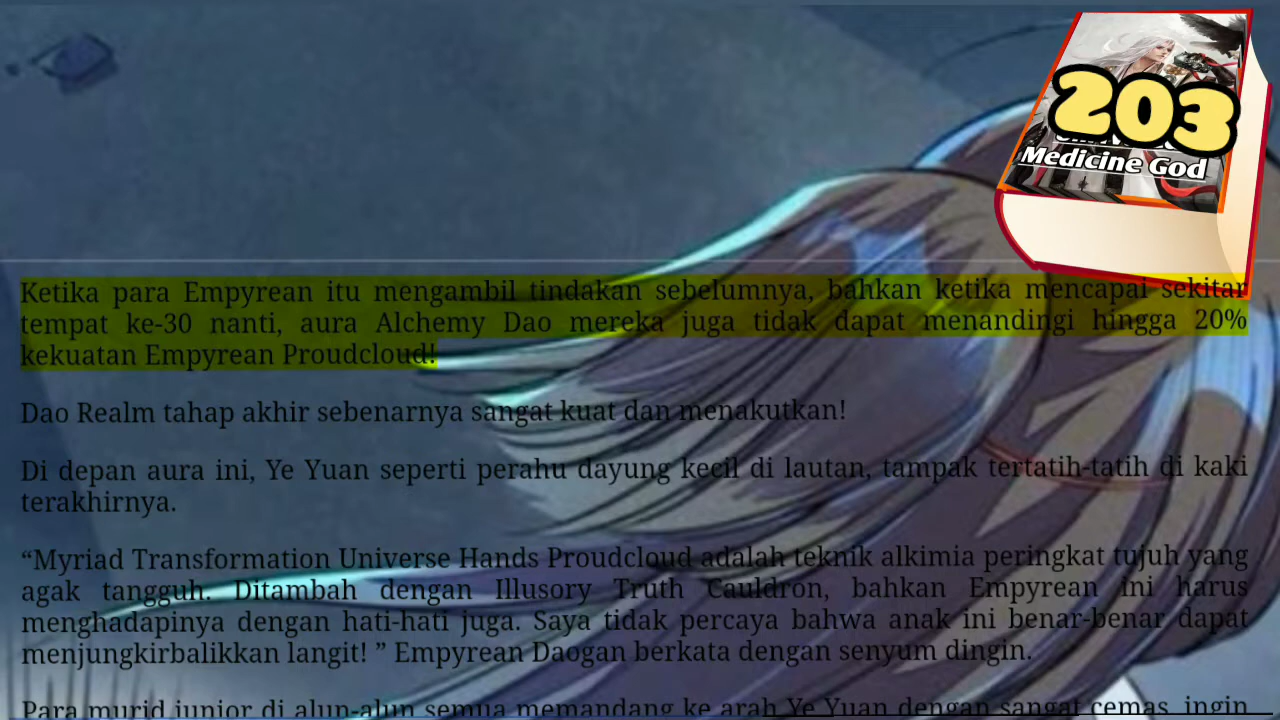 203
Medicine God
Ketika para Empyrean itu mengambil tindakan sebelumnya, bahkan ketika mencapai sekitar
tempat ke-30 nanti, aura Alchemy Dao mereka juga tidak dapat menandingi hingga 20%
kekuatan Empyrean Proudcloud!
Dao Realm tahap akhir sebenarnya sangat kuat dan menakutkan!
Di depan aura ini, Ye Yuan seperti perahu dayung kecil di lautan, tampak tertatih-tatih di kaki
terakhirnya.
“Myriad Transformation Universe Hands Proudcloud adalah teknik alkimia peringkat tujuh yang
agak tangguh. Ditambah dengan Illusory Truth Cauldron, bahkan Empyrean ini harus
menghadapinya dengan hati-hati juga. Saya tidak percaya bahwa anak ini benar-benar dapat
menjungkirbalikkan langit! ” Empyrean Daogan berkata dengan senyum dingin.
Para murid junior di alun-alun semua memandang ke arah Ye Yuan dengan sangat cemas, ingin